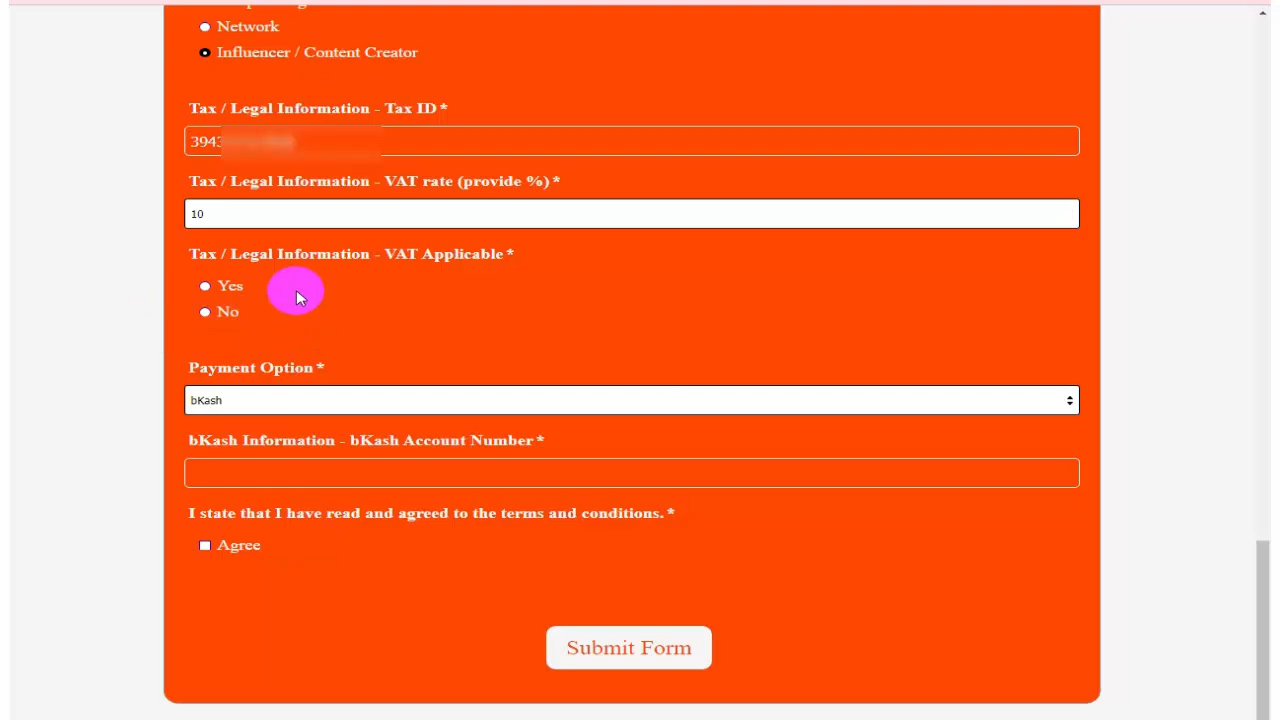 Network
Influencer / Content Creator
Tax / Legal Information - Tax ID *
3943
Tax / Legal Information - VAT rate (provide %) *
10
Tax / Legal Information - VAT Applicable *
Yes
No
Payment Option *
bKash
bKash Information - bKash Account Number *
I state that I have read and agreed to the terms and conditions. *
Agree
Submit Form